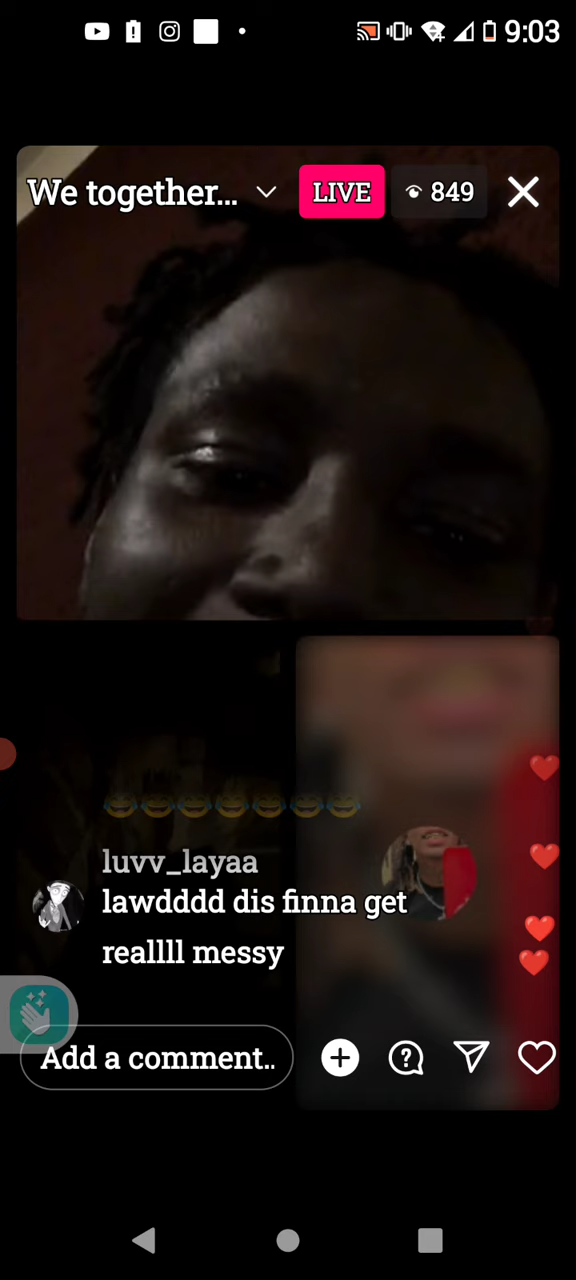 9:03
We together...
LIVE
849
😂😂😂😂😂😂😂
luvv_layaa
lawdddd dis finna get
reallll messy
Add a comment..